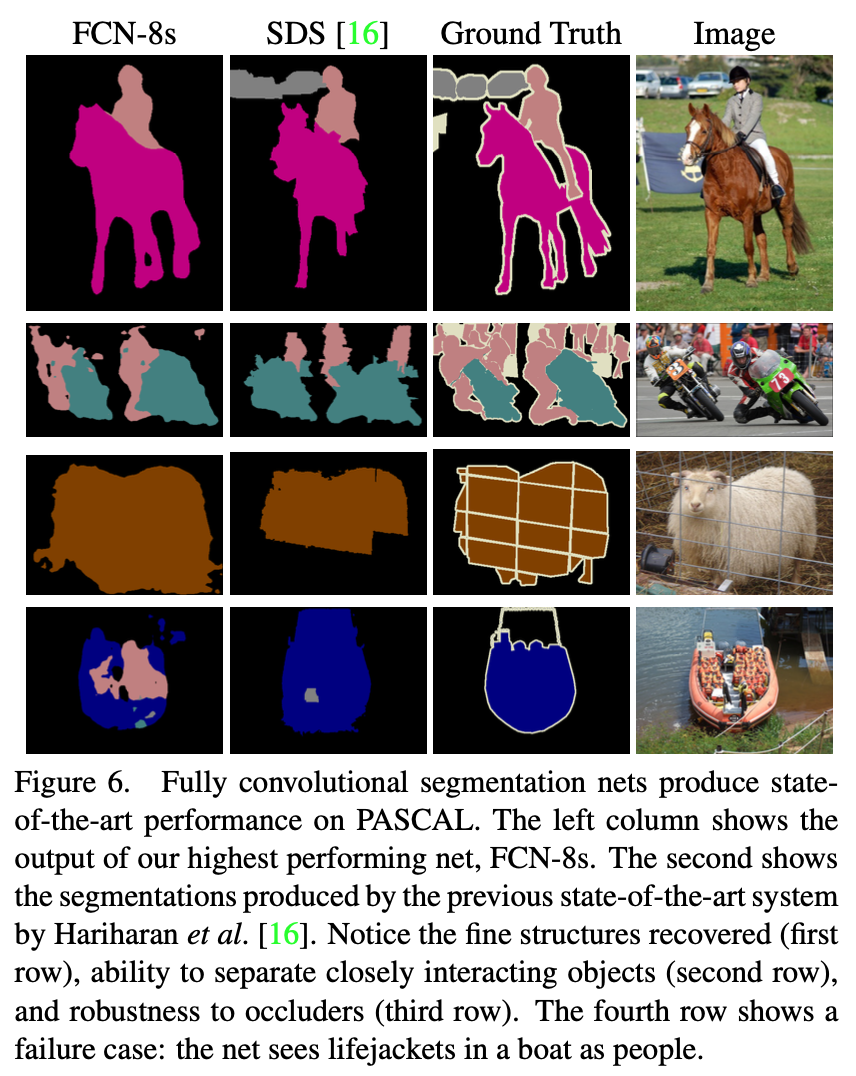 FCN-8s SDS [16] Ground Truth Image
23
73
Figure 6. Fully convolutional segmentation nets produce state-
of-the-art performance on PASCAL. The left column shows the
output of our highest performing net, FCN-8s. The second shows
the segmentations produced by the previous state-of-the-art system
by Hariharan et al. [16]. Notice the fine structures recovered (first
row), ability to separate closely interacting objects (second row),
and robustness to occluders (third row). The fourth row shows a
failure case: the net sees lifejackets in a boat as people.